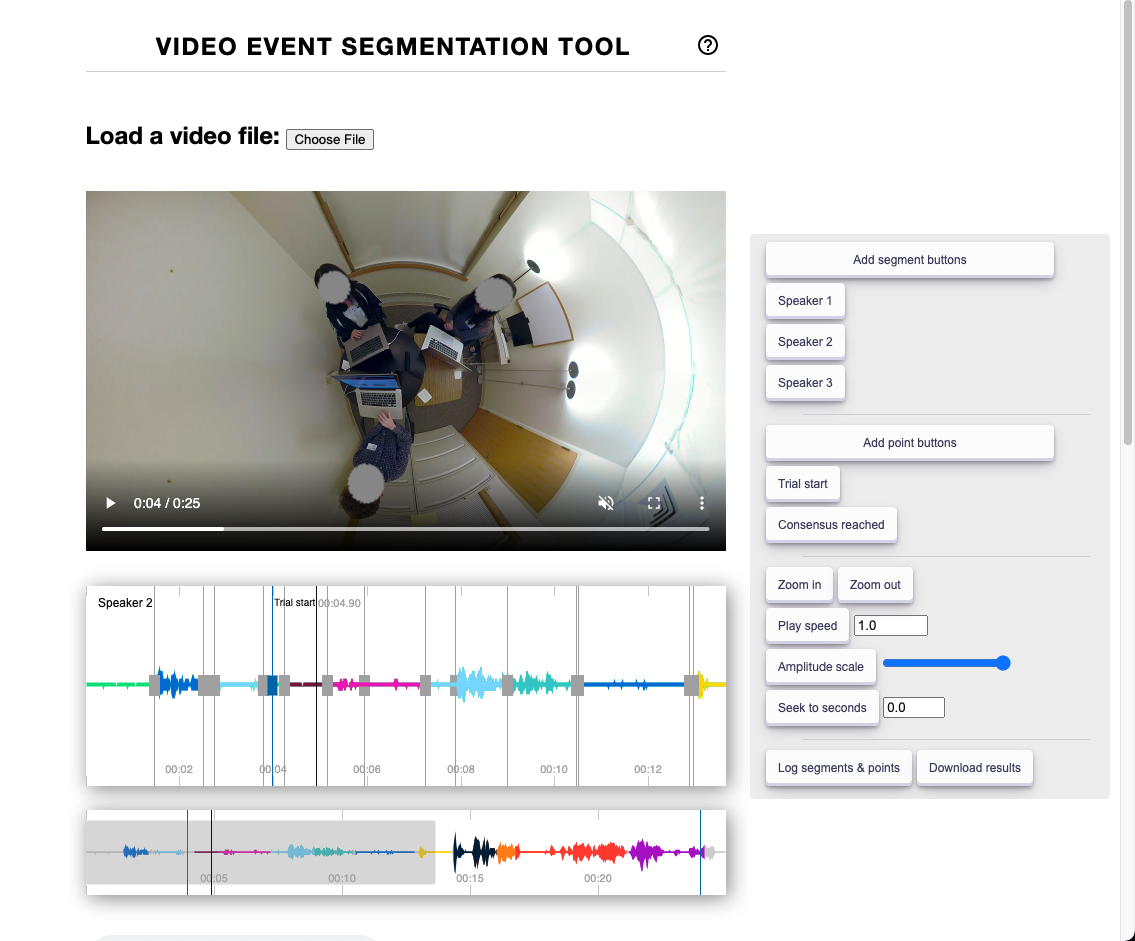 VIDEO EVENT SEGMENTATION TOOL
Load a video file: Choose File
0:04 / 0:25
Add segment buttons
Speaker 1
Speaker 2
Speaker 3
Add point buttons
Trial start
Consensus reached
Zoom in Zoom out
Play speed 1.0
Amplitude scale
Seek to seconds 0.0
Log segments & points Download results
Speaker 2 Trial start 00:04.90
00:02 00:04 00:06 00:08 00:10 00:12
00:05 00:10 00:15 00:20